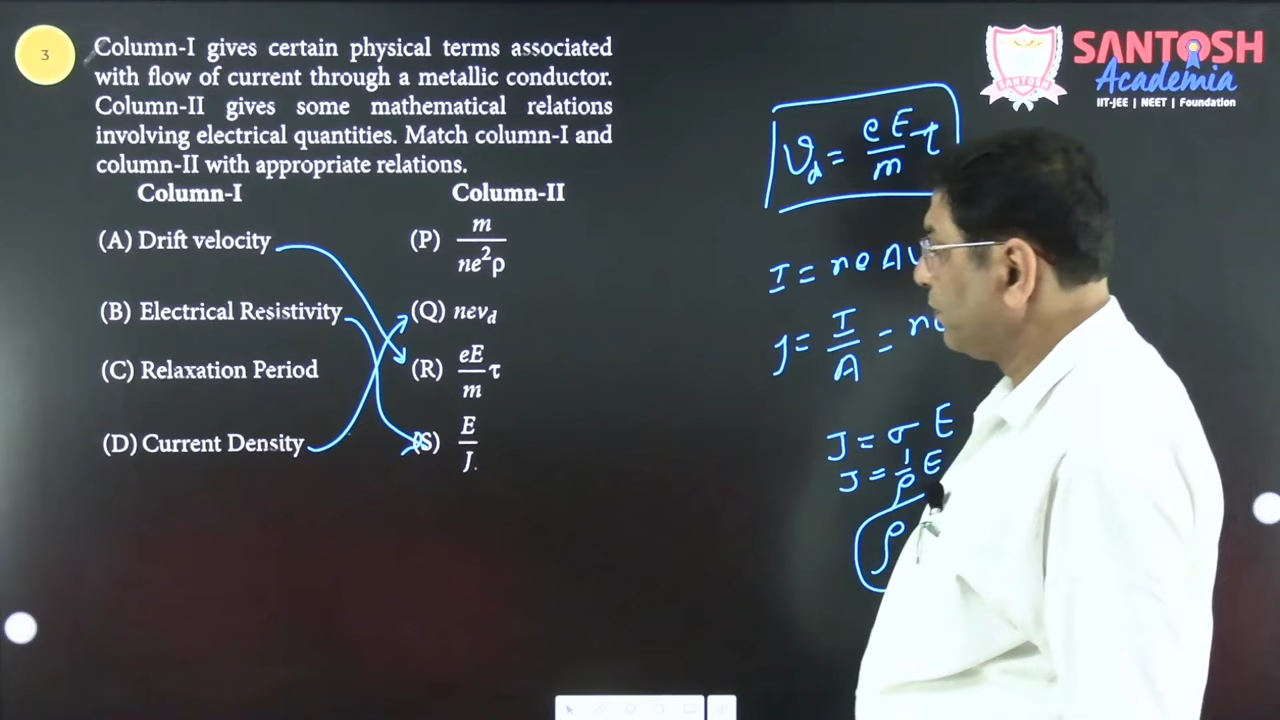 3
Column-I gives certain physical terms associated
with flow of current through a metallic conductor.
Column-II gives some mathematical relations
involving electrical quantities. Match column-I and
column-II with appropriate relations.
Column-I Column-II
(A) Drift velocity (P) m/ne²ρ
(B) Electrical Resistivity (Q) nev_d
(C) Relaxation Period (R) eE/m τ
(D) Current Density (S) E/J.
SANTOSH
Academia
IIT-JEE | NEET | Foundation
SANTOSH
V_d = eE/m τ
I = neA
J = I/A = n
J = σ E
J = 1/ρ E
ρ